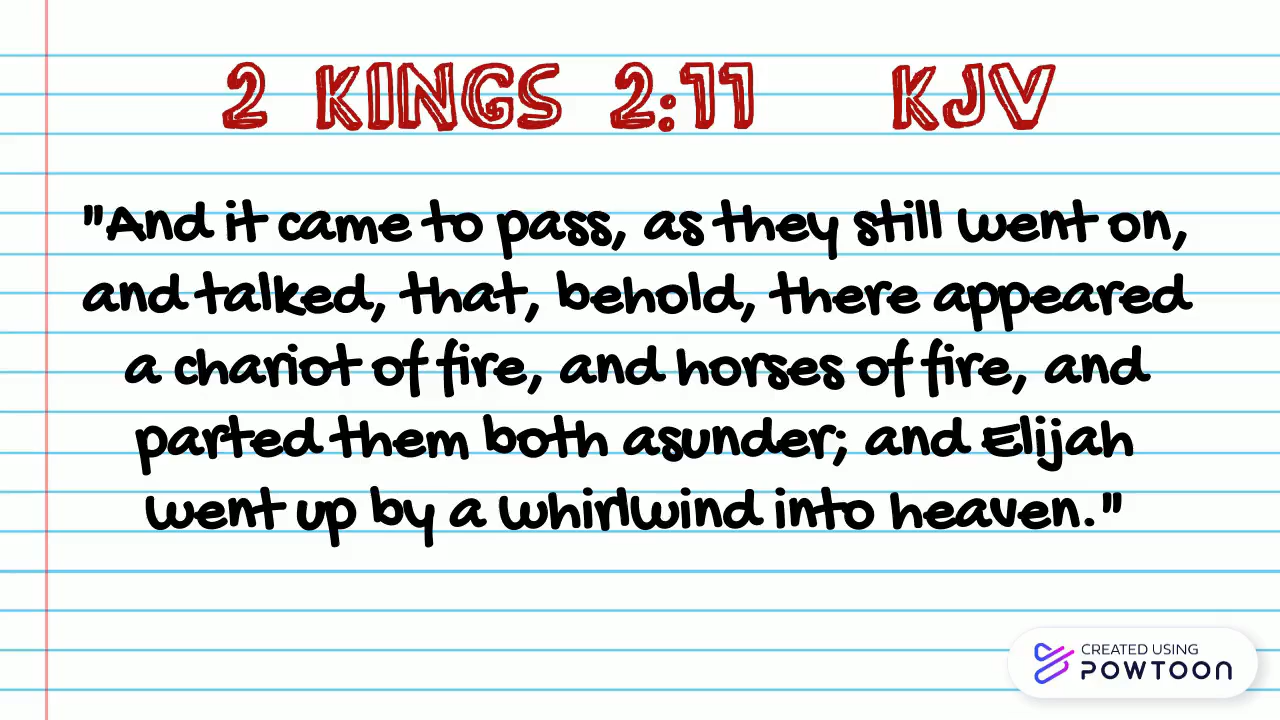 2 KINGS 2:11 KJV
"And it came to pass, as they still went on,
and talked, that, behold, there appeared
a chariot of fire, and horses of fire, and
parted them both asunder; and Elijah
went up by a whirlwind into heaven."
CREATED USING
POWTOON